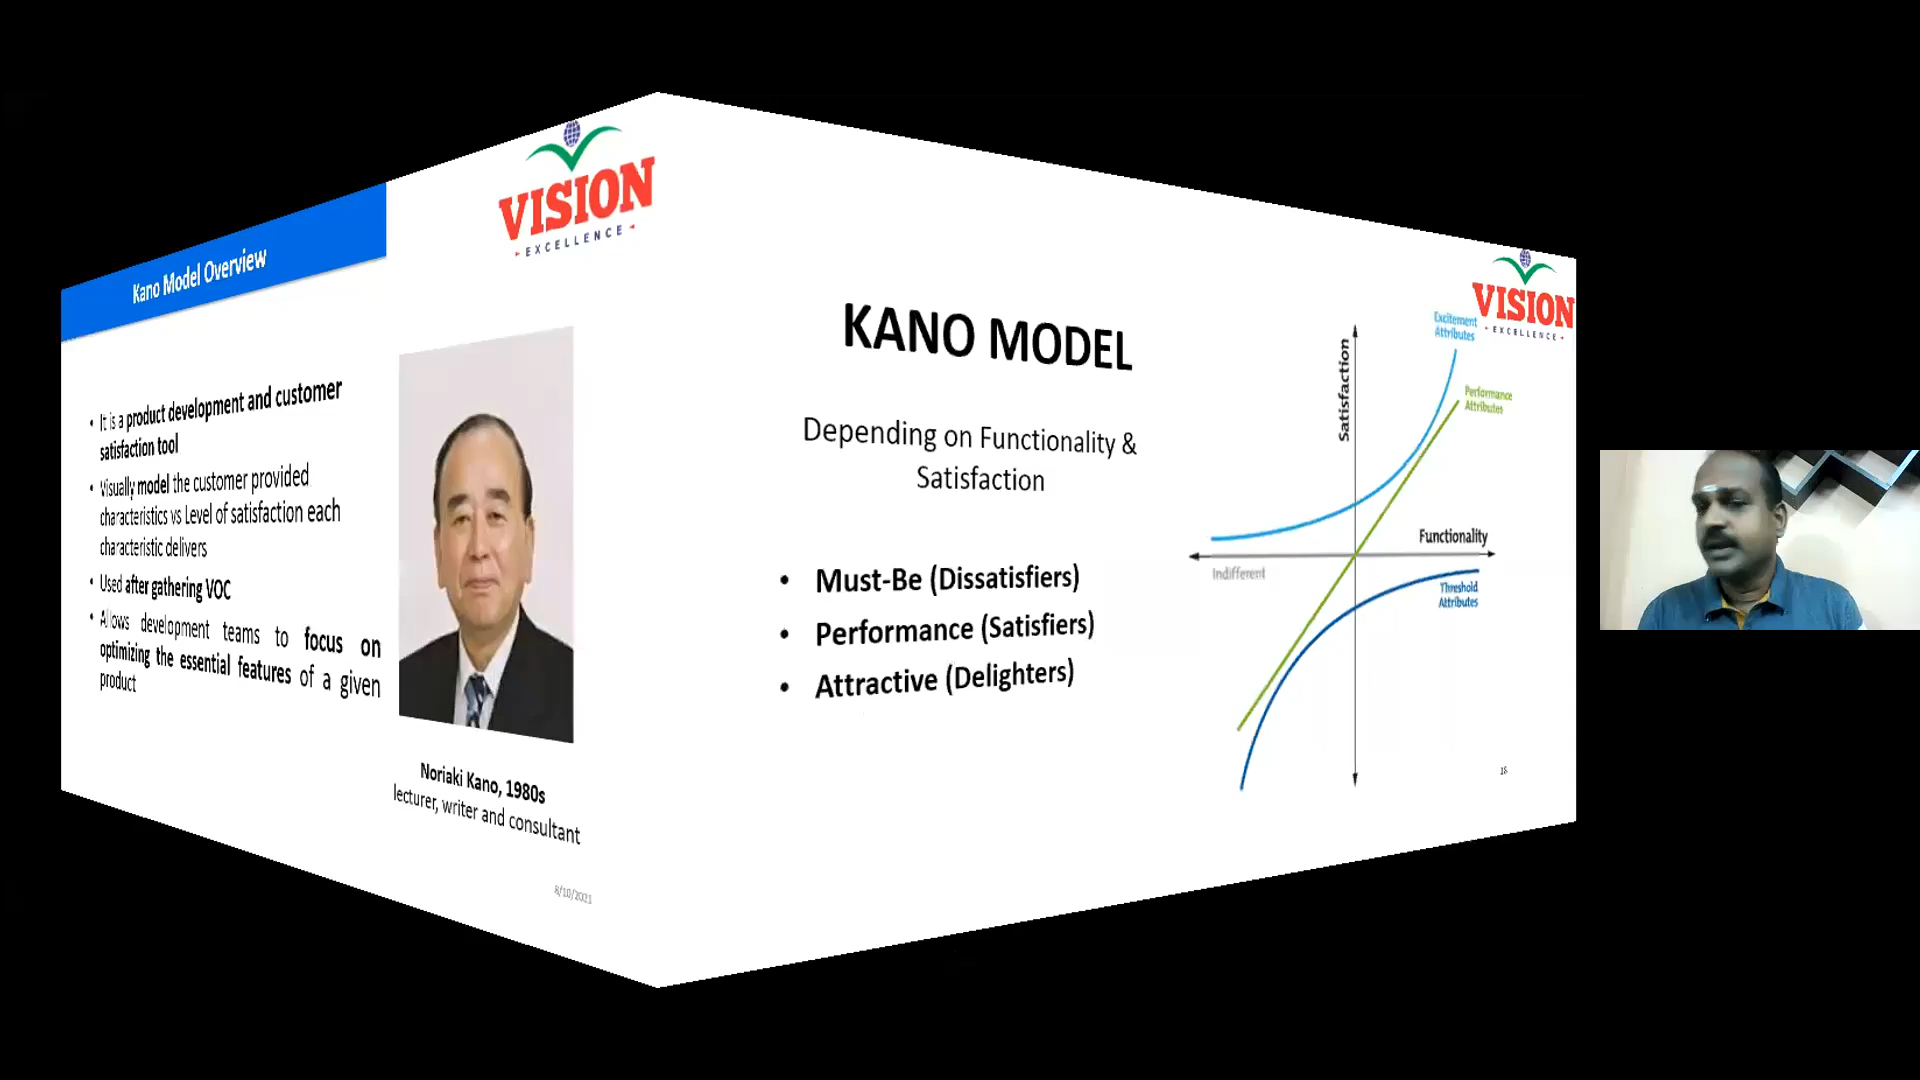 VISION
EXCELLENCE
Kano Model Overview
• It is a product development and customer
satisfaction tool
• Visually model the customer provided
characteristics vs Level of satisfaction each
characteristic delivers
• Used after gathering VOC
• Allows development teams to focus on
optimizing the essential features of a given
product
Noriaki Kano, 1980s
lecturer, writer and consultant
8/10/2021
VISION
EXCELLENCE
KANO MODEL
Depending on Functionality &
Satisfaction
• Must-Be (Dissatisfiers)
• Performance (Satisfiers)
• Attractive (Delighters)
Satisfaction
Excitement
Attributes
Performance
Attributes
Functionality
Indifferent
Threshold
Attributes